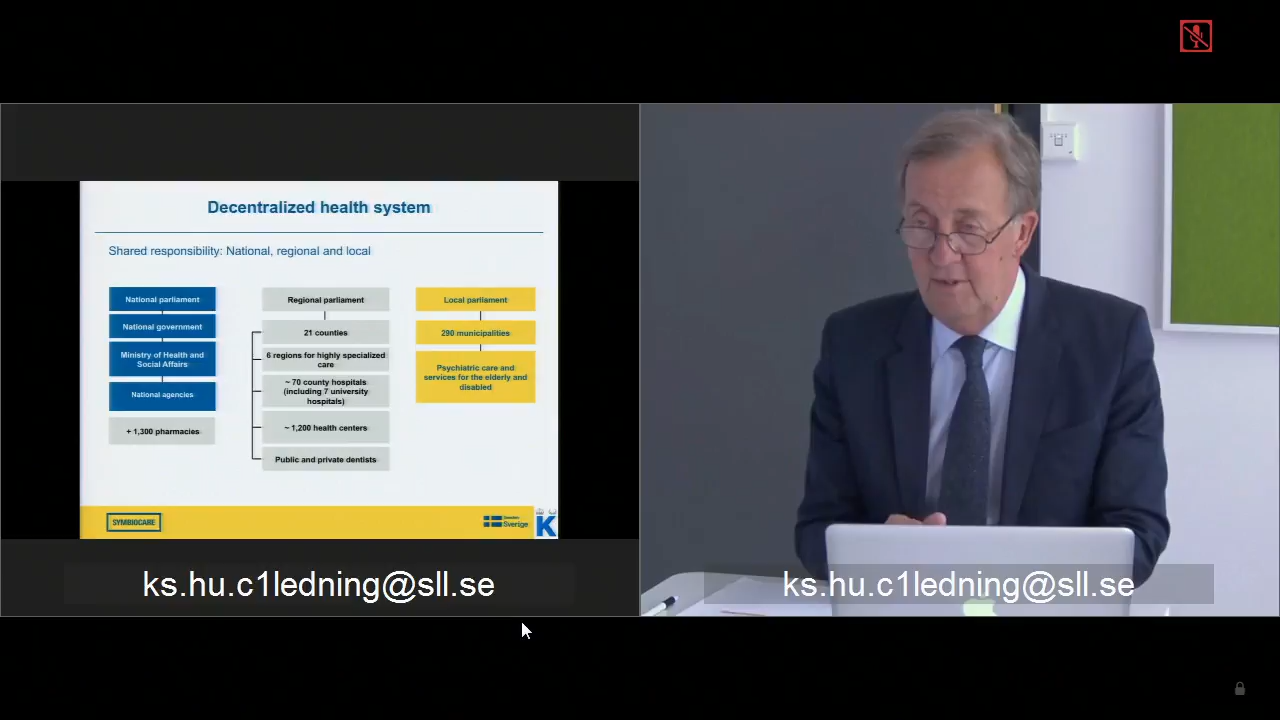 Decentralized health system
Shared responsibility: National, regional and local
National parliament
National government
Ministry of Health and
Social Affairs
National agencies
+ 1,300 pharmacies
Regional parliament
21 counties
6 regions for highly specialized
care
~ 70 county hospitals
(including 7 university
hospitals)
~ 1,200 health centers
Public and private dentists
Local parliament
290 municipalities
Psychiatric care and
services for the elderly and
disabled
SYMBIOCARE
Sverige
K
ks.hu.c1ledning@sll.se
ks.hu.c1ledning@sll.se